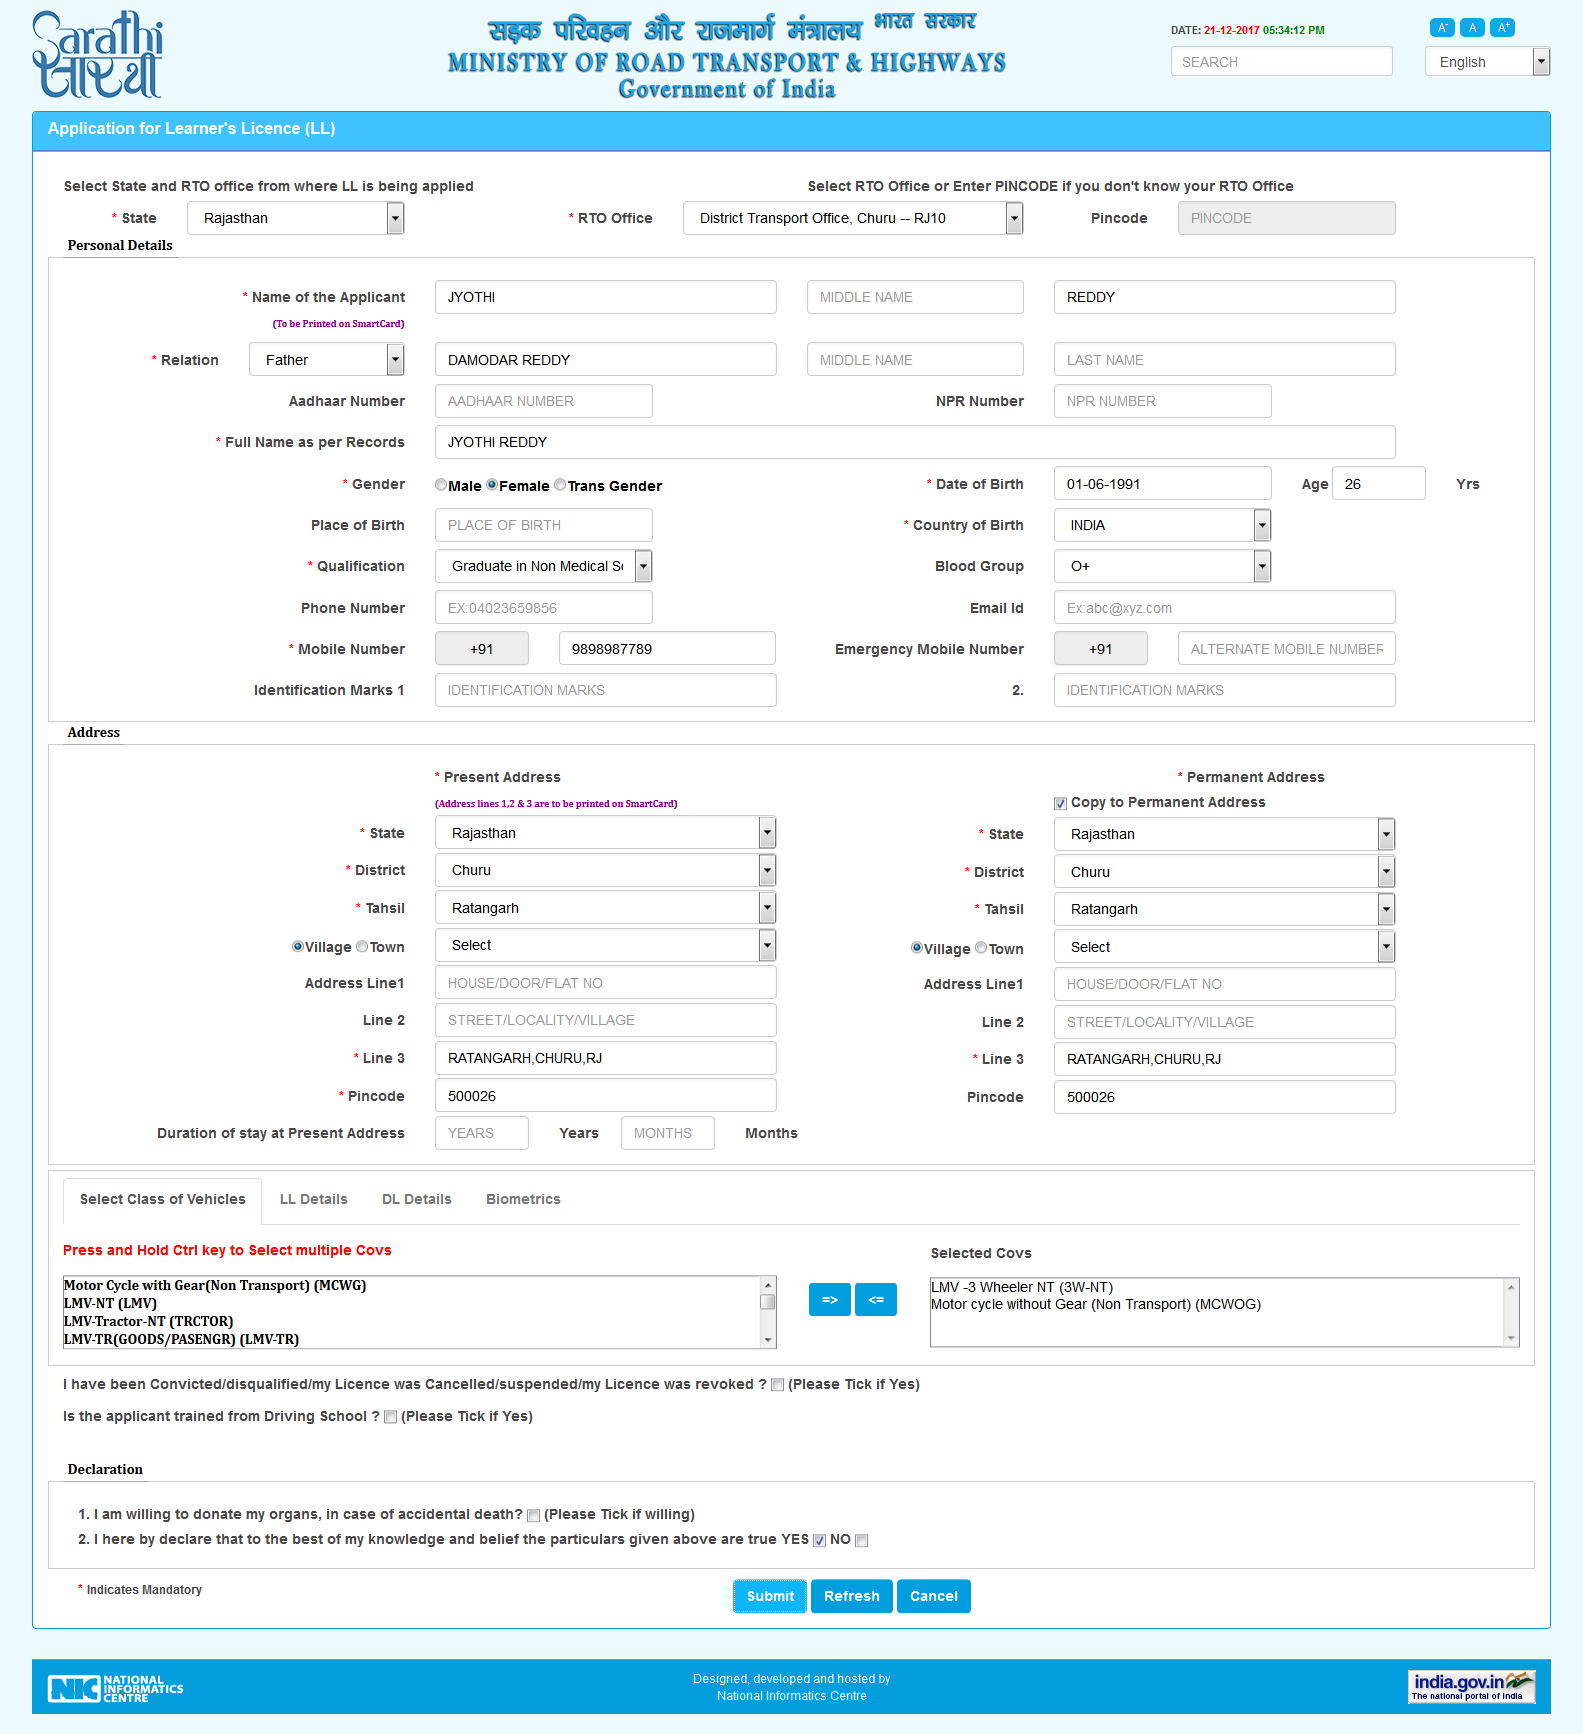 Sarathi
सारथी
सड़क परिवहन और राजमार्ग मंत्रालय भारत सरकार
MINISTRY OF ROAD TRANSPORT & HIGHWAYS
Government of India
DATE: 21-12-2017 05:34:12 PM
A- A A+
SEARCH
English
Application for Learner's Licence (LL)
Select State and RTO office from where LL is being applied
Select RTO Office or Enter PINCODE if you don't know your RTO Office
* State Rajasthan * RTO Office District Transport Office, Churu -- RJ10 Pincode PINCODE
Personal Details
* Name of the Applicant JYOTHI MIDDLE NAME REDDY
(To be Printed on SmartCard)
* Relation Father DAMODAR REDDY MIDDLE NAME LAST NAME
Aadhaar Number AADHAAR NUMBER NPR Number NPR NUMBER
* Full Name as per Records JYOTHI REDDY
* Gender Male Female Trans Gender * Date of Birth 01-06-1991 Age 26 Yrs
Place of Birth PLACE OF BIRTH * Country of Birth INDIA
* Qualification Graduate in Non Medical Sc Blood Group O+
Phone Number EX:04023659856 Email Id Ex:abc@xyz.com
* Mobile Number +91 9898987789 Emergency Mobile Number +91 ALTERNATE MOBILE NUMBER
Identification Marks 1 IDENTIFICATION MARKS 2. IDENTIFICATION MARKS
Address
* Present Address * Permanent Address
(Address lines 1,2 & 3 are to be printed on SmartCard) Copy to Permanent Address
* State Rajasthan * State Rajasthan
* District Churu * District Churu
* Tahsil Ratangarh * Tahsil Ratangarh
Village Town Select Village Town Select
Address Line1 HOUSE/DOOR/FLAT NO Address Line1 HOUSE/DOOR/FLAT NO
Line 2 STREET/LOCALITY/VILLAGE Line 2 STREET/LOCALITY/VILLAGE
* Line 3 RATANGARH,CHURU,RJ * Line 3 RATANGARH,CHURU,RJ
* Pincode 500026 Pincode 500026
Duration of stay at Present Address YEARS Years MONTHS Months
Select Class of Vehicles LL Details DL Details Biometrics
Press and Hold Ctrl key to Select multiple Covs
Selected Covs
Motor Cycle with Gear(Non Transport) (MCWG)
LMV-NT (LMV)
LMV-Tractor-NT (TRCTOR)
LMV-TR(GOODS/PASENGR) (LMV-TR)
=> <=
LMV -3 Wheeler NT (3W-NT)
Motor cycle without Gear (Non Transport) (MCWOG)
I have been Convicted/disqualified/my Licence was Cancelled/suspended/my Licence was revoked ? (Please Tick if Yes)
Is the applicant trained from Driving School ? (Please Tick if Yes)
Declaration
1. I am willing to donate my organs, in case of accidental death? (Please Tick if willing)
2. I here by declare that to the best of my knowledge and belief the particulars given above are true YES NO
* Indicates Mandatory
Submit Refresh Cancel
NIC NATIONAL INFORMATICS CENTRE
Designed, developed and hosted by
National Informatics Centre
india.gov.in
The national portal of India